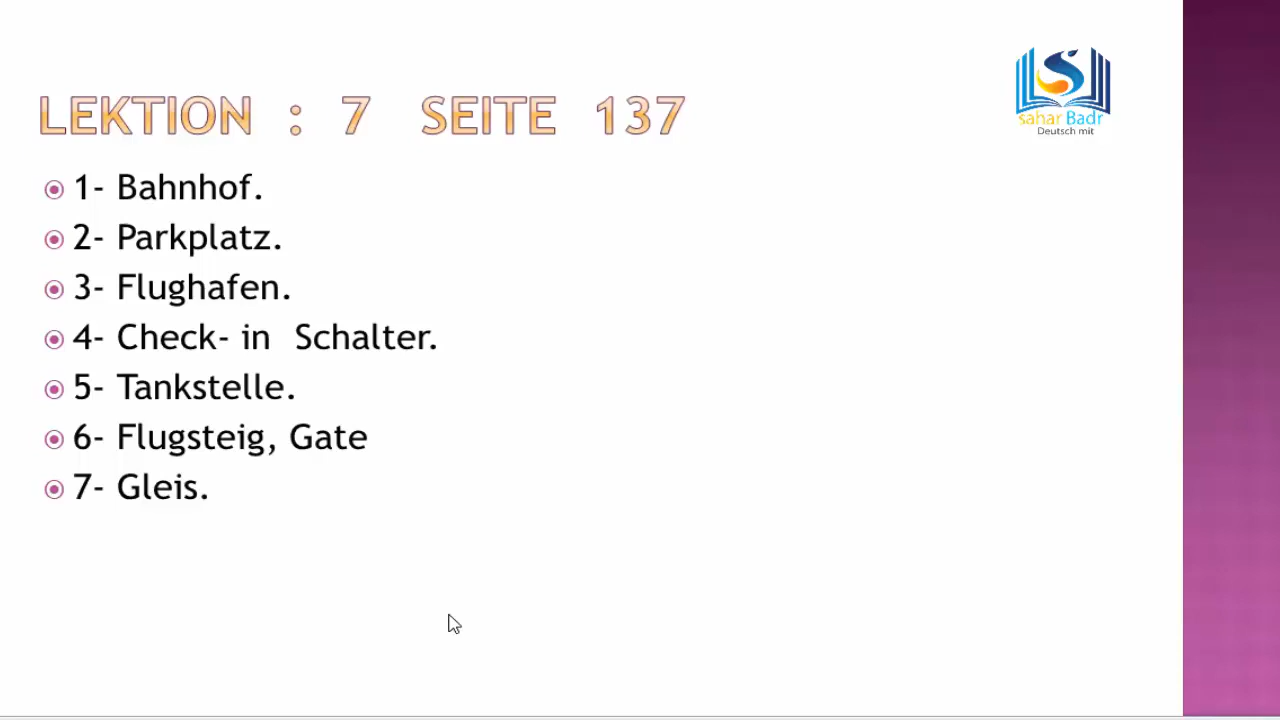 sahar Badr
Deutsch mit
LEKTION : 7 SEITE 137
1- Bahnhof.
2- Parkplatz.
3- Flughafen.
4- Check- in Schalter.
5- Tankstelle.
6- Flugsteig, Gate
7- Gleis.